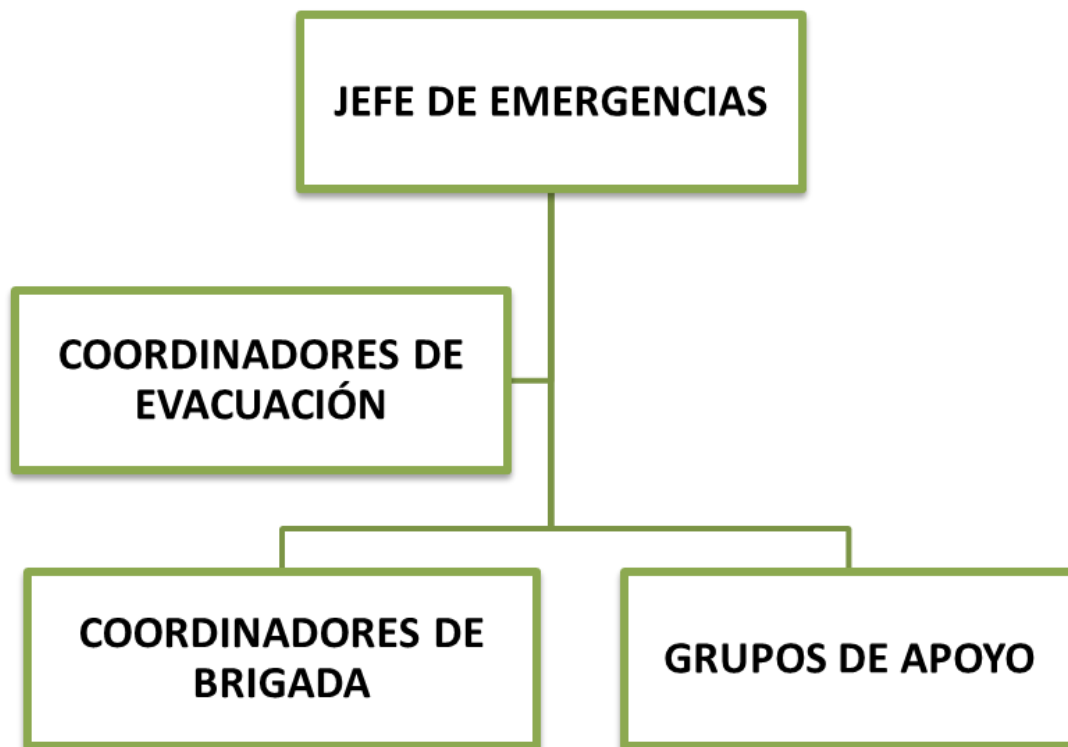 JEFE DE EMERGENCIAS
COORDINADORES DE
EVACUACIÓN
COORDINADORES DE
BRIGADA
GRUPOS DE APOYO